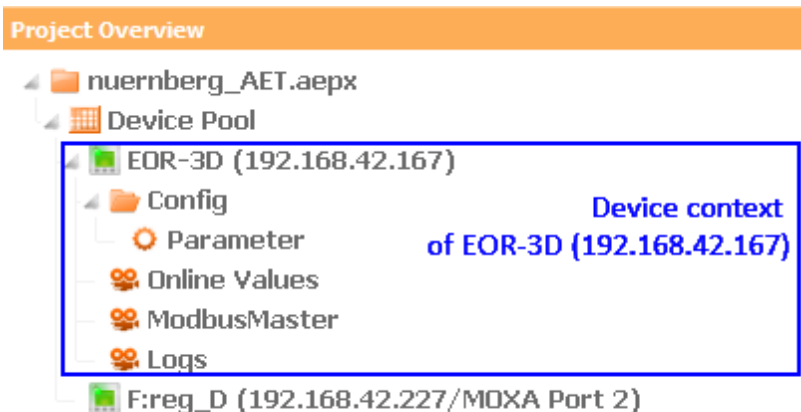 Project Overview
nuernberg_AET.aepx
Device Pool
EOR-3D (192.168.42.167)
Config
Device context
Parameter
of EOR-3D (192.168.42.167)
Online Values
ModbusMaster
Logs
F:reg_D (192.168.42.227/MOXA Port 2)